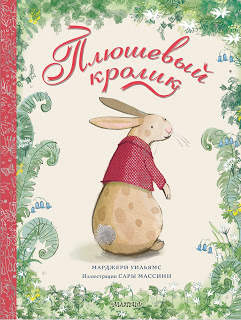 Плюшевый
кролик
МАРДЖЕРИ УИЛЬЯМС
Иллюстрации САРЫ МАССИНИ